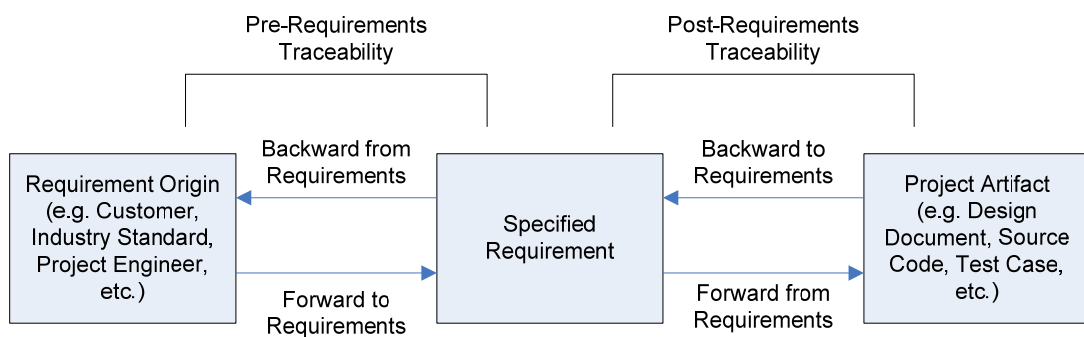 Pre-Requirements
Traceability
Post-Requirements
Traceability
Backward from
Requirements
Backward to
Requirements
Requirement Origin
(e.g. Customer,
Industry Standard,
Project Engineer,
etc.)
Specified
Requirement
Project Artifact
(e.g. Design
Document, Source
Code, Test Case,
etc.)
Forward to
Requirements
Forward from
Requirements